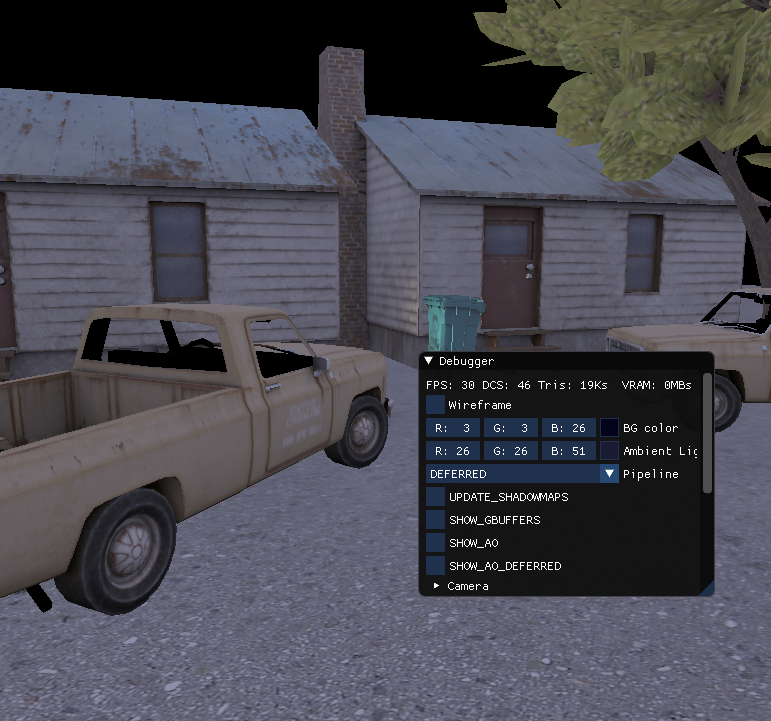 Debugger
FPS: 30 DCS: 46 Tris: 19Ks VRAM: 0MBs
Wireframe
R: 3 G: 3 B: 26 BG color
R: 26 G: 26 B: 51 Ambient Lig
DEFERRED Pipeline
UPDATE_SHADOWMAPS
SHOW_GBUFFERS
SHOW_AO
SHOW_AO_DEFERRED
Camera